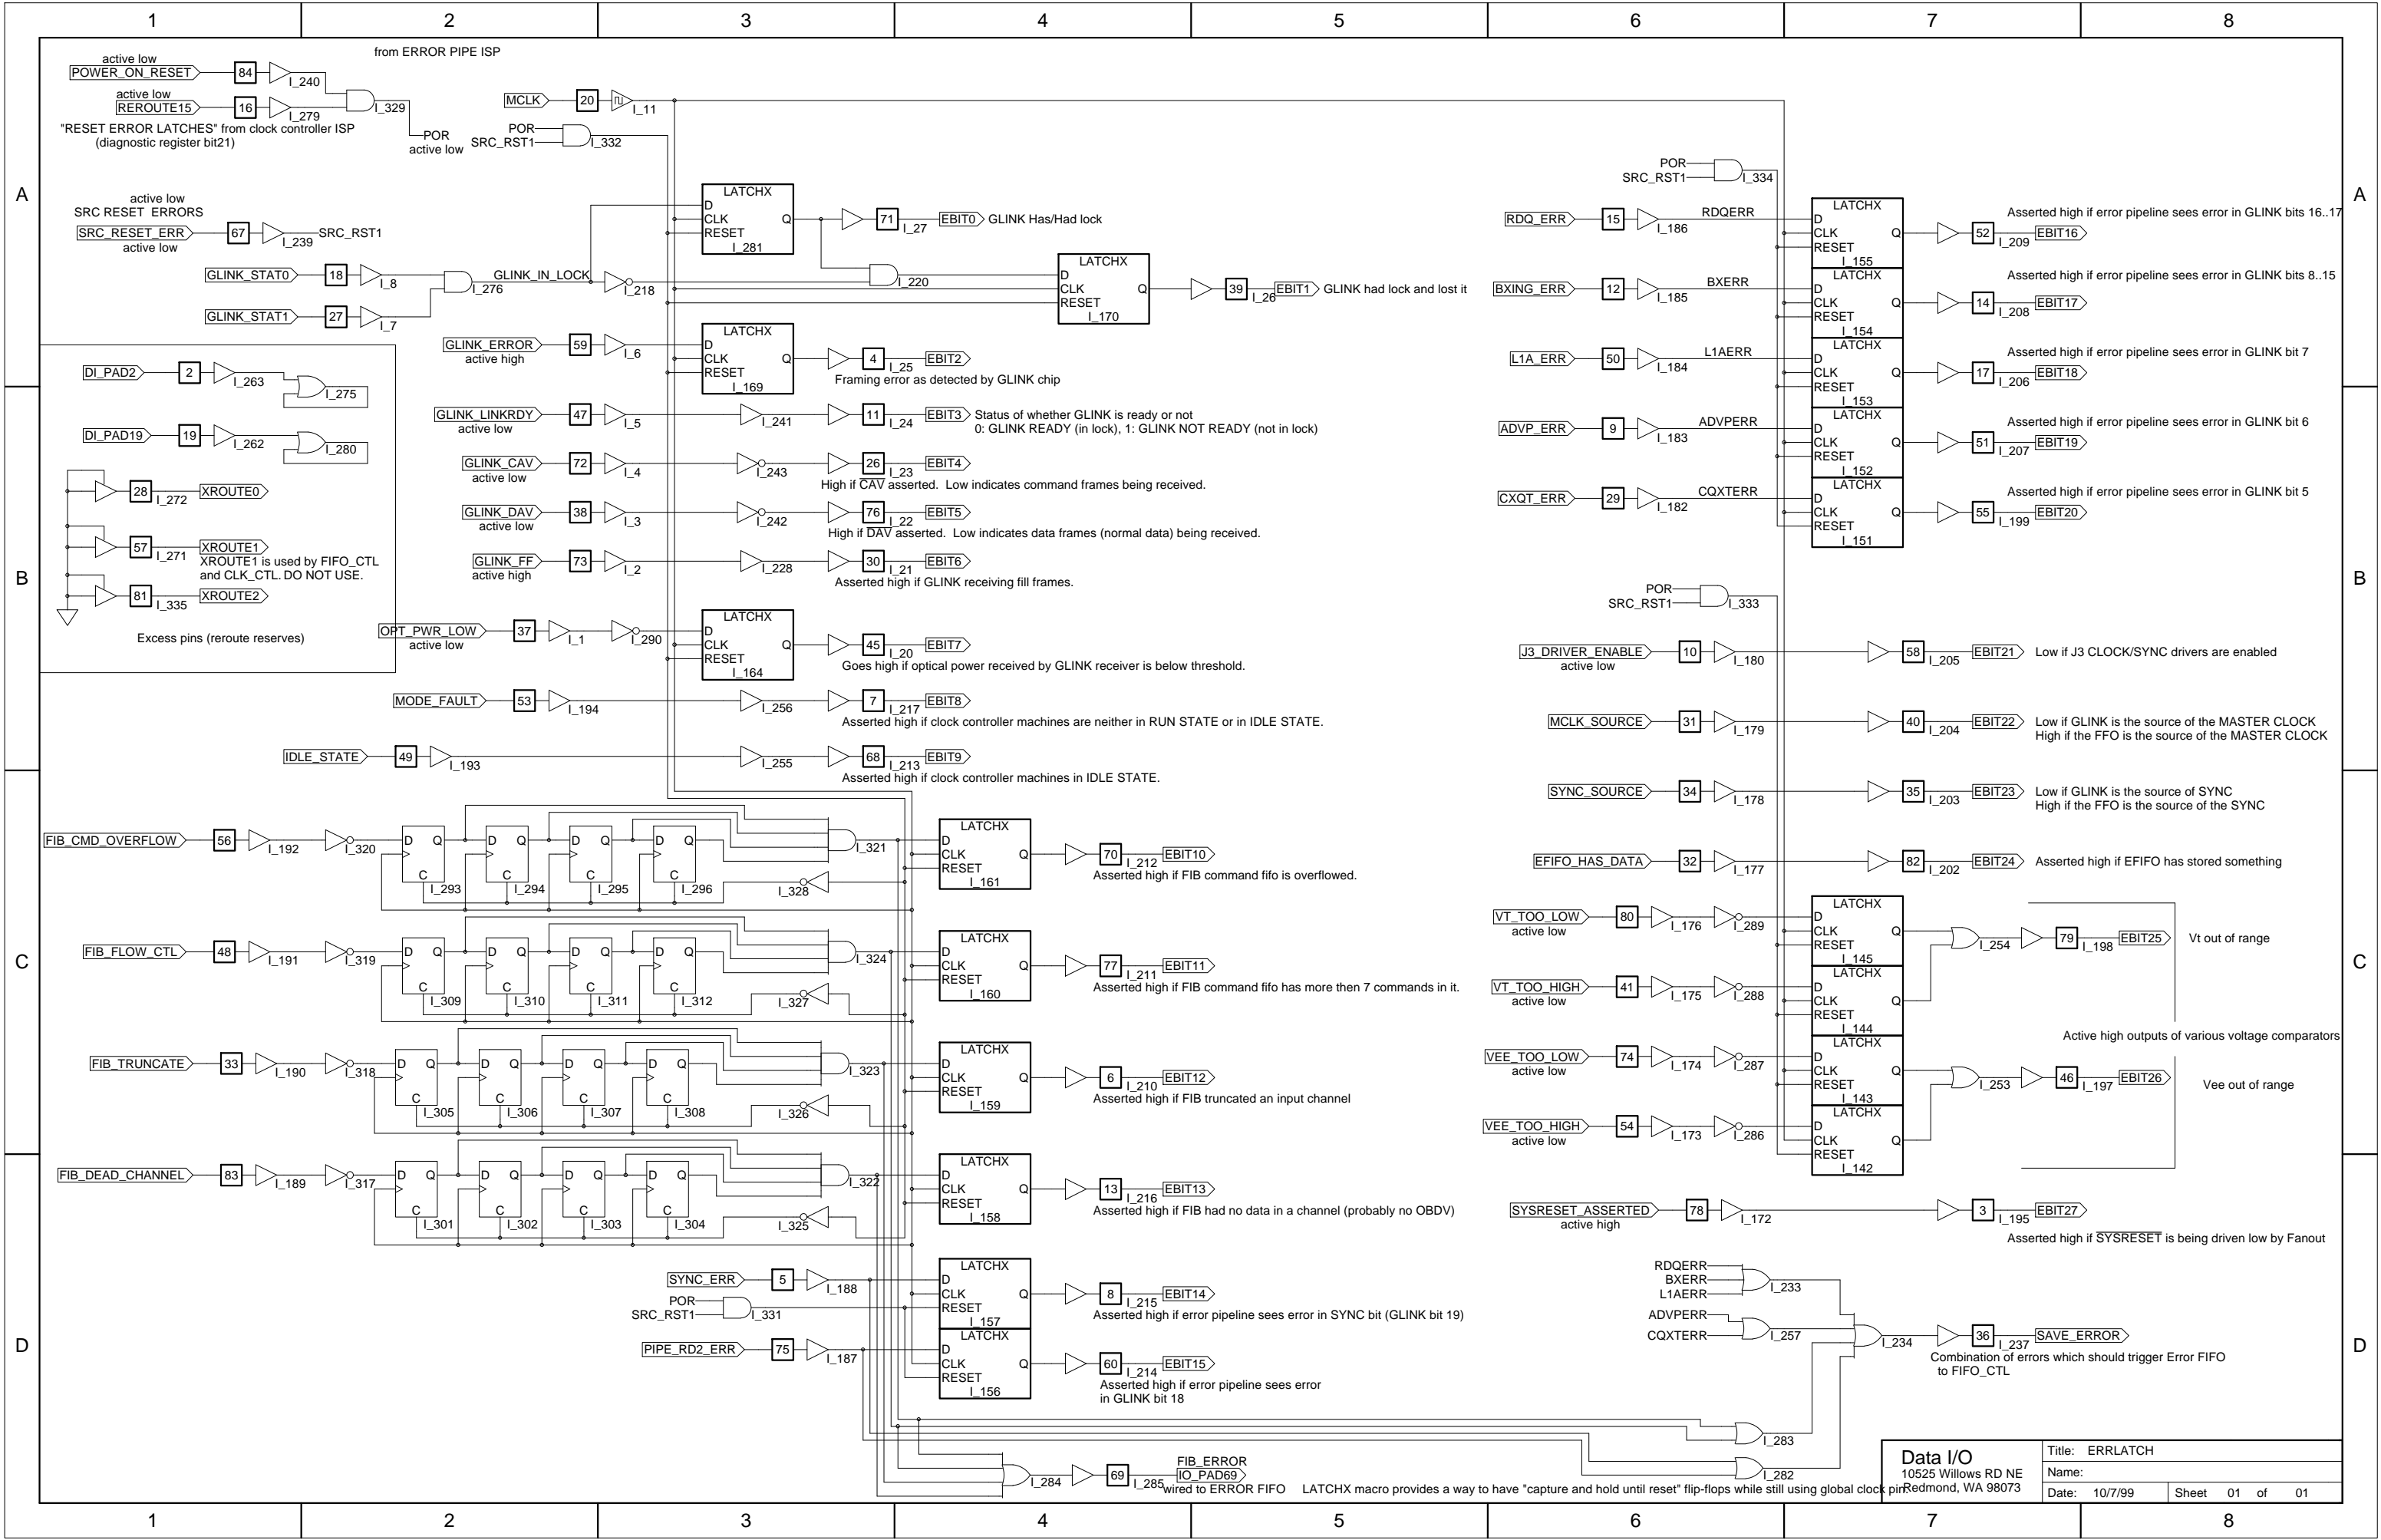 1 2 3 4 5 6 7 8
from ERROR PIPE ISP
active low
POWER_ON_RESET 84 I_240
active low
REROUTE15 16 I_279 I_329
"RESET ERROR LATCHES" from clock controller ISP
(diagnostic register bit21)
POR
active low
MCLK 20 I_11
POR
SRC_RST1 I_332
A
active low
SRC RESET ERRORS
SRC_RESET_ERR 67 I_239 SRC_RST1
active low
GLINK_STAT0 18 I_8 I_276 GLINK_IN_LOCK I_218 I_220
GLINK_STAT1 27 I_7
LATCHX
D
CLK Q
RESET
I_281
71 I_27 EBIT0 GLINK Has/Had lock
LATCHX
D
CLK Q
RESET
I_170
39 I_26 EBIT1 GLINK had lock and lost it
GLINK_ERROR 59 I_6
active high
LATCHX
D
CLK Q
RESET
I_169
4 I_25 EBIT2
Framing error as detected by GLINK chip
DI_PAD2 2 I_263 I_275
DI_PAD19 19 I_262 I_280
28 I_272 XROUTE0
57 I_271 XROUTE1
XROUTE1 is used by FIFO_CTL
and CLK_CTL. DO NOT USE.
81 I_335 XROUTE2
Excess pins (reroute reserves)
B
GLINK_LINKRDY 47 I_5 I_241 11 I_24 EBIT3 Status of whether GLINK is ready or not
active low
0: GLINK READY (in lock), 1: GLINK NOT READY (not in lock)
GLINK_CAV 72 I_4 I_243 26 I_23 EBIT4
active low
High if CAV asserted. Low indicates command frames being received.
GLINK_DAV 38 I_3 I_242 76 I_22 EBIT5
active low
High if DAV asserted. Low indicates data frames (normal data) being received.
GLINK_FF 73 I_2 I_228 30 I_21 EBIT6
active high
Asserted high if GLINK receiving fill frames.
OPT_PWR_LOW 37 I_1 I_290
active low
LATCHX
D
CLK Q
RESET
I_164
45 I_20 EBIT7
Goes high if optical power received by GLINK receiver is below threshold.
MODE_FAULT 53 I_194 I_256 7 I_217 EBIT8
Asserted high if clock controller machines are neither in RUN STATE or in IDLE STATE.
IDLE_STATE 49 I_193 I_255 68 I_213 EBIT9
Asserted high if clock controller machines in IDLE STATE.
FIB_CMD_OVERFLOW 56 I_192 I_320
D Q D Q D Q D Q
C C C C
I_293 I_294 I_295 I_296 I_328 I_321
LATCHX
D
CLK Q
RESET
I_161
70 I_212 EBIT10
Asserted high if FIB command fifo is overflowed.
C
FIB_FLOW_CTL 48 I_191 I_319
D Q D Q D Q D Q
C C C C
I_309 I_310 I_311 I_312 I_327 I_324
LATCHX
D
CLK Q
RESET
I_160
77 I_211 EBIT11
Asserted high if FIB command fifo has more then 7 commands in it.
FIB_TRUNCATE 33 I_190 I_318
D Q D Q D Q D Q
C C C C
I_305 I_306 I_307 I_308 I_326 I_323
LATCHX
D
CLK Q
RESET
I_159
6 I_210 EBIT12
Asserted high if FIB truncated an input channel
FIB_DEAD_CHANNEL 83 I_189 I_317
D Q D Q D Q D Q
C C C C
I_301 I_302 I_303 I_304 I_325 I_322
LATCHX
D
CLK Q
RESET
I_158
13 I_216 EBIT13
Asserted high if FIB had no data in a channel (probably no OBDV)
SYNC_ERR 5 I_188
POR
SRC_RST1 I_331
LATCHX
D
CLK Q
RESET
I_157
8 I_215 EBIT14
Asserted high if error pipeline sees error in SYNC bit (GLINK bit 19)
D
PIPE_RD2_ERR 75 I_187
LATCHX
D
CLK Q
RESET
I_156
60 I_214 EBIT15
Asserted high if error pipeline sees error
in GLINK bit 18
I_284 69 I_285
FIB_ERROR
IO_PAD69
wired to ERROR FIFO
LATCHX macro provides a way to have "capture and hold until reset" flip-flops while still using global clock pin.
POR
SRC_RST1 I_334
A
RDQ_ERR 15 I_186 RDQERR
LATCHX
D
CLK Q
RESET
I_155
Asserted high if error pipeline sees error in GLINK bits 16..17
52 I_209 EBIT16
BXING_ERR 12 I_185 BXERR
LATCHX
D
CLK Q
RESET
I_154
Asserted high if error pipeline sees error in GLINK bits 8..15
14 I_208 EBIT17
L1A_ERR 50 I_184 L1AERR
LATCHX
D
CLK Q
RESET
I_153
Asserted high if error pipeline sees error in GLINK bit 7
17 I_206 EBIT18
ADVP_ERR 9 I_183 ADVPERR
LATCHX
D
CLK Q
RESET
I_152
Asserted high if error pipeline sees error in GLINK bit 6
51 I_207 EBIT19
CXQT_ERR 29 I_182 CQXTERR
LATCHX
D
CLK Q
RESET
I_151
Asserted high if error pipeline sees error in GLINK bit 5
55 I_199 EBIT20
B
POR
SRC_RST1 I_333
J3_DRIVER_ENABLE 10 I_180 58 I_205 EBIT21 Low if J3 CLOCK/SYNC drivers are enabled
active low
MCLK_SOURCE 31 I_179 40 I_204 EBIT22 Low if GLINK is the source of the MASTER CLOCK
High if the FFO is the source of the MASTER CLOCK
SYNC_SOURCE 34 I_178 35 I_203 EBIT23 Low if GLINK is the source of SYNC
High if the FFO is the source of the SYNC
EFIFO_HAS_DATA 32 I_177 82 I_202 EBIT24 Asserted high if EFIFO has stored something
VT_TOO_LOW 80 I_176 I_289
active low
LATCHX
D
CLK Q
RESET
I_145
I_254 79 I_198 EBIT25 Vt out of range
C
VT_TOO_HIGH 41 I_175 I_288
active low
LATCHX
D
CLK Q
RESET
I_144
Active high outputs of various voltage comparators
VEE_TOO_LOW 74 I_174 I_287
active low
LATCHX
D
CLK Q
RESET
I_143
I_253 46 I_197 EBIT26 Vee out of range
VEE_TOO_HIGH 54 I_173 I_286
active low
LATCHX
D
CLK Q
RESET
I_142
SYSRESET_ASSERTED 78 I_172 3 I_195 EBIT27
active high
Asserted high if SYSRESET is being driven low by Fanout
RDQERR
BXERR
L1AERR I_233
ADVPERR
CQXTERR I_257
D
I_234 36 I_237 SAVE_ERROR
Combination of errors which should trigger Error FIFO
to FIFO_CTL
I_283
I_282
Data I/O
10525 Willows RD NE
Redmond, WA 98073
Title: ERRLATCH
Name:
Date: 10/7/99 Sheet 01 of 01
1 2 3 4 5 6 7 8